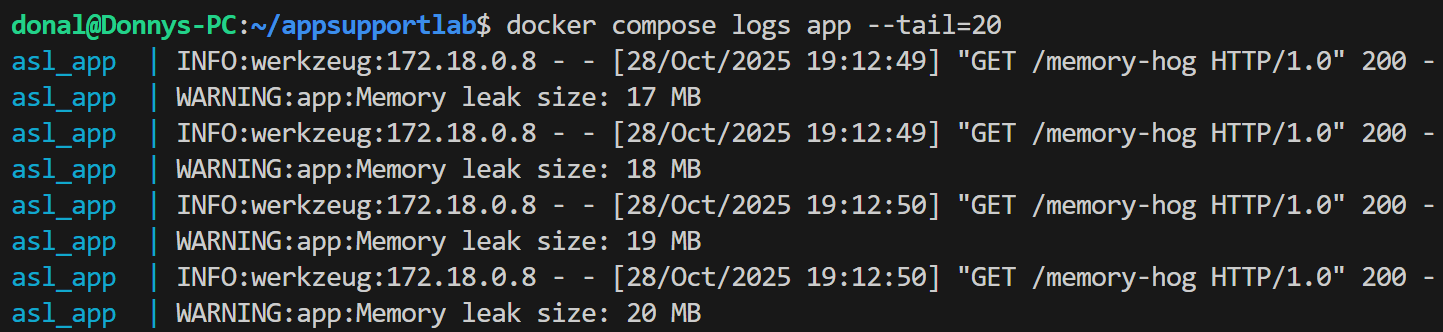 donal@Donnys-PC:~/appsupportlab$ docker compose logs app --tail=20
asl_app  | INFO:werkzeug:172.18.0.8 - - [28/Oct/2025 19:12:49] "GET /memory-hog HTTP/1.0" 200 -
asl_app  | WARNING:app:Memory leak size: 17 MB
asl_app  | INFO:werkzeug:172.18.0.8 - - [28/Oct/2025 19:12:49] "GET /memory-hog HTTP/1.0" 200 -
asl_app  | WARNING:app:Memory leak size: 18 MB
asl_app  | INFO:werkzeug:172.18.0.8 - - [28/Oct/2025 19:12:50] "GET /memory-hog HTTP/1.0" 200 -
asl_app  | WARNING:app:Memory leak size: 19 MB
asl_app  | INFO:werkzeug:172.18.0.8 - - [28/Oct/2025 19:12:50] "GET /memory-hog HTTP/1.0" 200 -
asl_app  | WARNING:app:Memory leak size: 20 MB